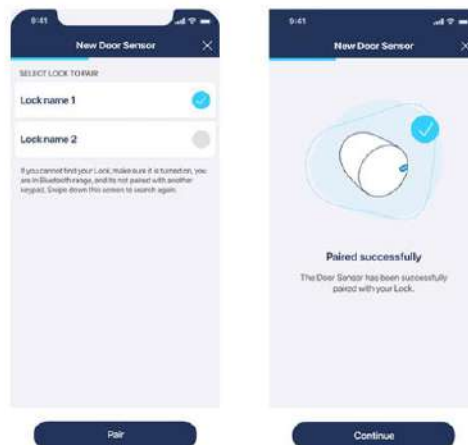 9:41
New Door Sensor
SELECT LOCK TO PAIR
Lock name 1
Lock name 2
If you cannot find your Lock, make sure it is turned on, you
are in Bluetooth range, and its not paired with another
keypad. Swipe down this screen to search again.
Pair
9:41
New Door Sensor
Paired successfully
The Door Sensor has been successfully
paired with your Lock.
Continue